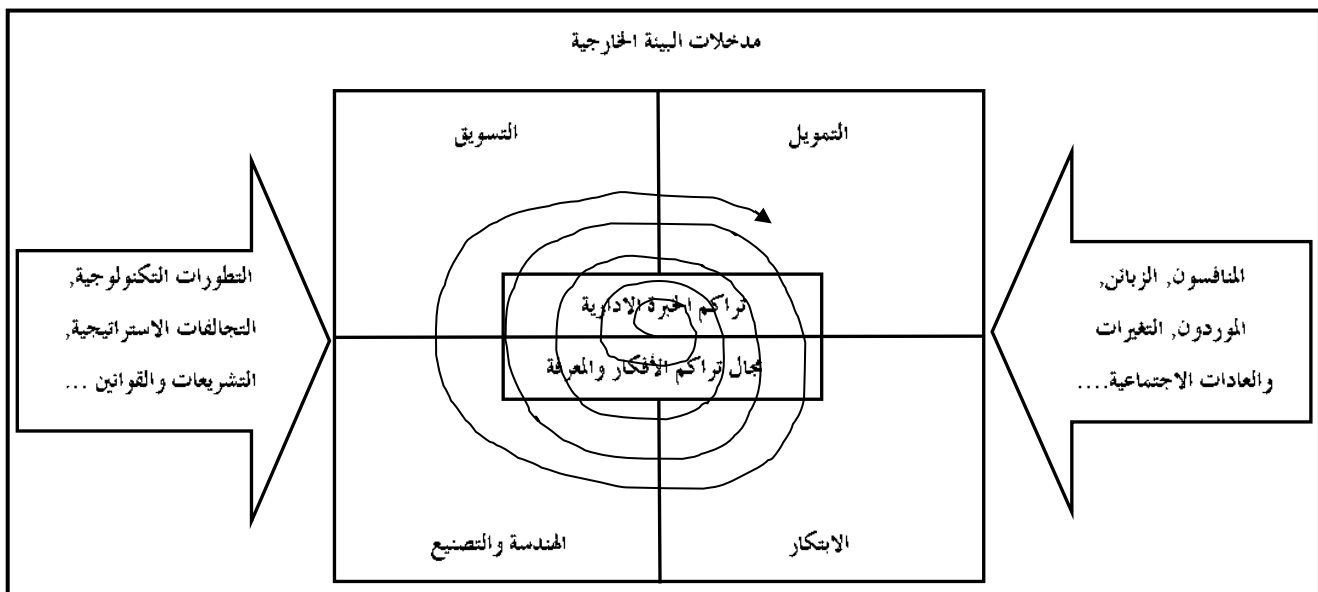 مدخلات البيئة الخارجية
التمويل
التسويق
المنافسون, الزبائن,
الموردون, التغيرات
والعادات الاجتماعية....
تراكم الخبرة الادارية
مجال تراكم الأفكار والمعرفة
التطورات التكنولوجية,
التحالفات الاستراتيجية,
التشريعات والقوانين ...
الابتكار
الهندسة والتصنيع